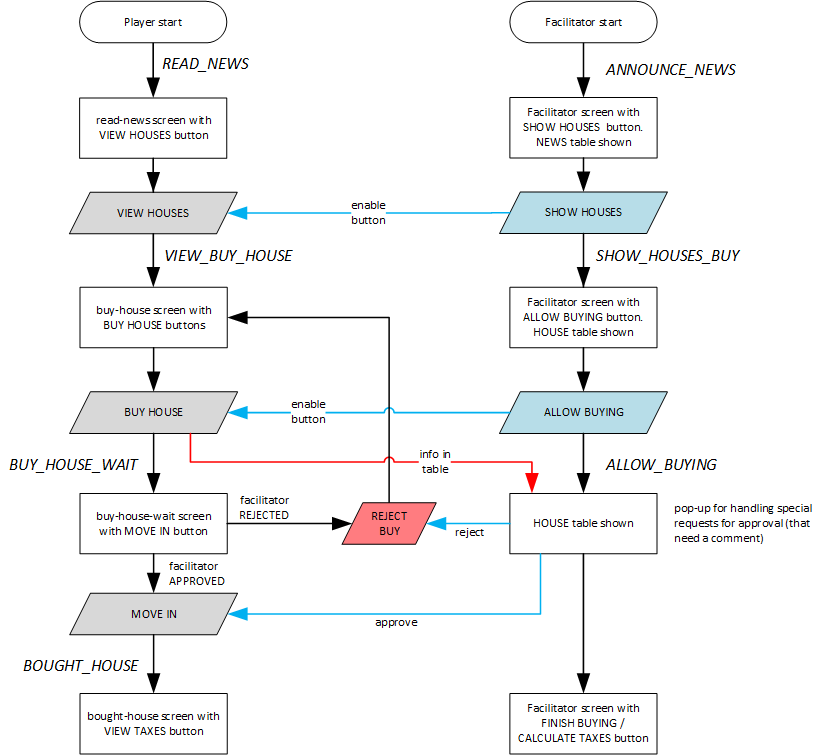 Player start
Facilitator start
READ_NEWS
ANNOUNCE_NEWS
read-news screen with
VIEW HOUSES button
Facilitator screen with
SHOW HOUSES button.
NEWS table shown
VIEW HOUSES
enable
button
SHOW HOUSES
VIEW_BUY_HOUSE
SHOW_HOUSES_BUY
buy-house screen with
BUY HOUSE buttons
Facilitator screen with
ALLOW BUYING button.
HOUSE table shown
BUY HOUSE
enable
button
ALLOW BUYING
BUY_HOUSE_WAIT
info in
table
ALLOW_BUYING
buy-house-wait screen
with MOVE IN button
facilitator
REJECTED
REJECT
BUY
reject
HOUSE table shown
pop-up for handling special
requests for approval (that
need a comment)
facilitator
APPROVED
MOVE IN
approve
BOUGHT_HOUSE
bought-house screen with
VIEW TAXES button
Facilitator screen with
FINISH BUYING /
CALCULATE TAXES button